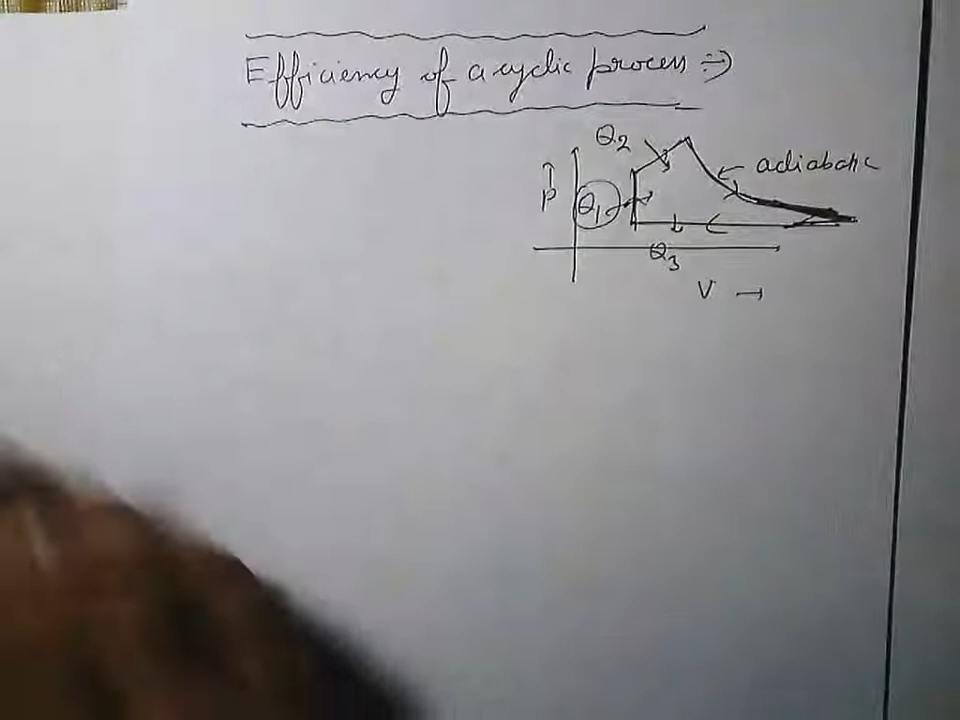 Efficiency of a cyclic process ⇒
Q2
adiabatic
P
Q1
Q3
V →